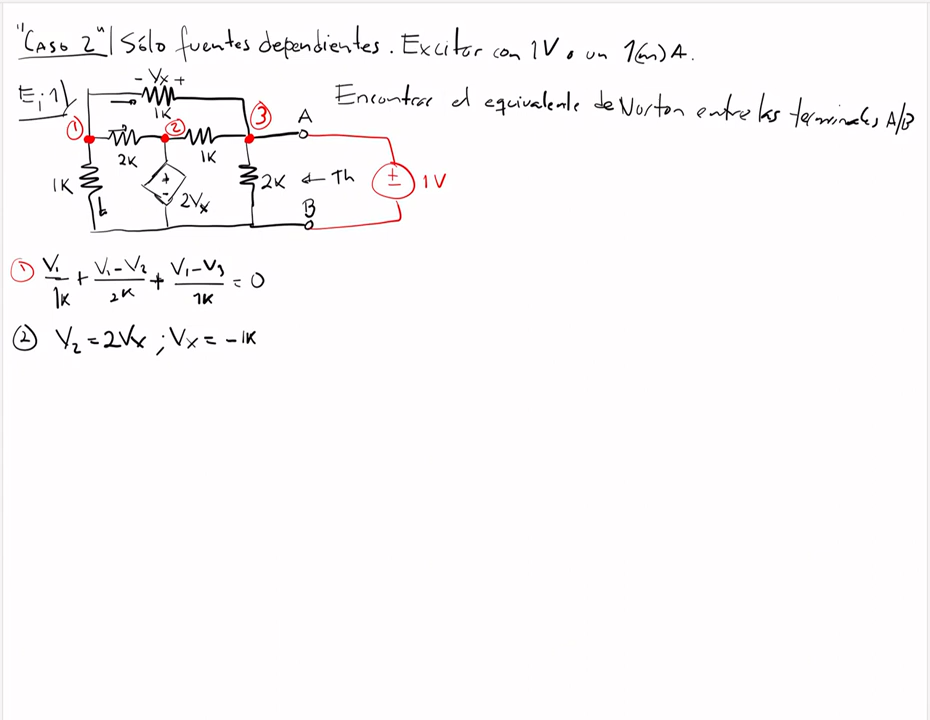 "Caso 2" | Sólo fuentes dependientes. Excitar con 1V o un 1(m)A.
Ej 1) Encontrar el equivalente de Norton entre los terminales A/B
- Vx +
1K
① ② ③ A
2K 1K
1K 2Vx 2K ← Th 1V
B
① V1/1K + (V1-V2)/2K + (V1-V3)/1K = 0
② V2 = 2Vx ; Vx = -1K